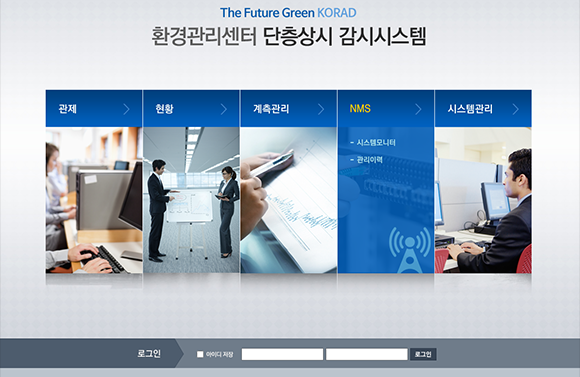 The Future Green KORAD
환경관리센터 단층상시 감시시스템
관제
현황
계측관리
NMS
시스템관리
- 시스템모니터
- 관리이력
로그인
아이디 저장
로그인